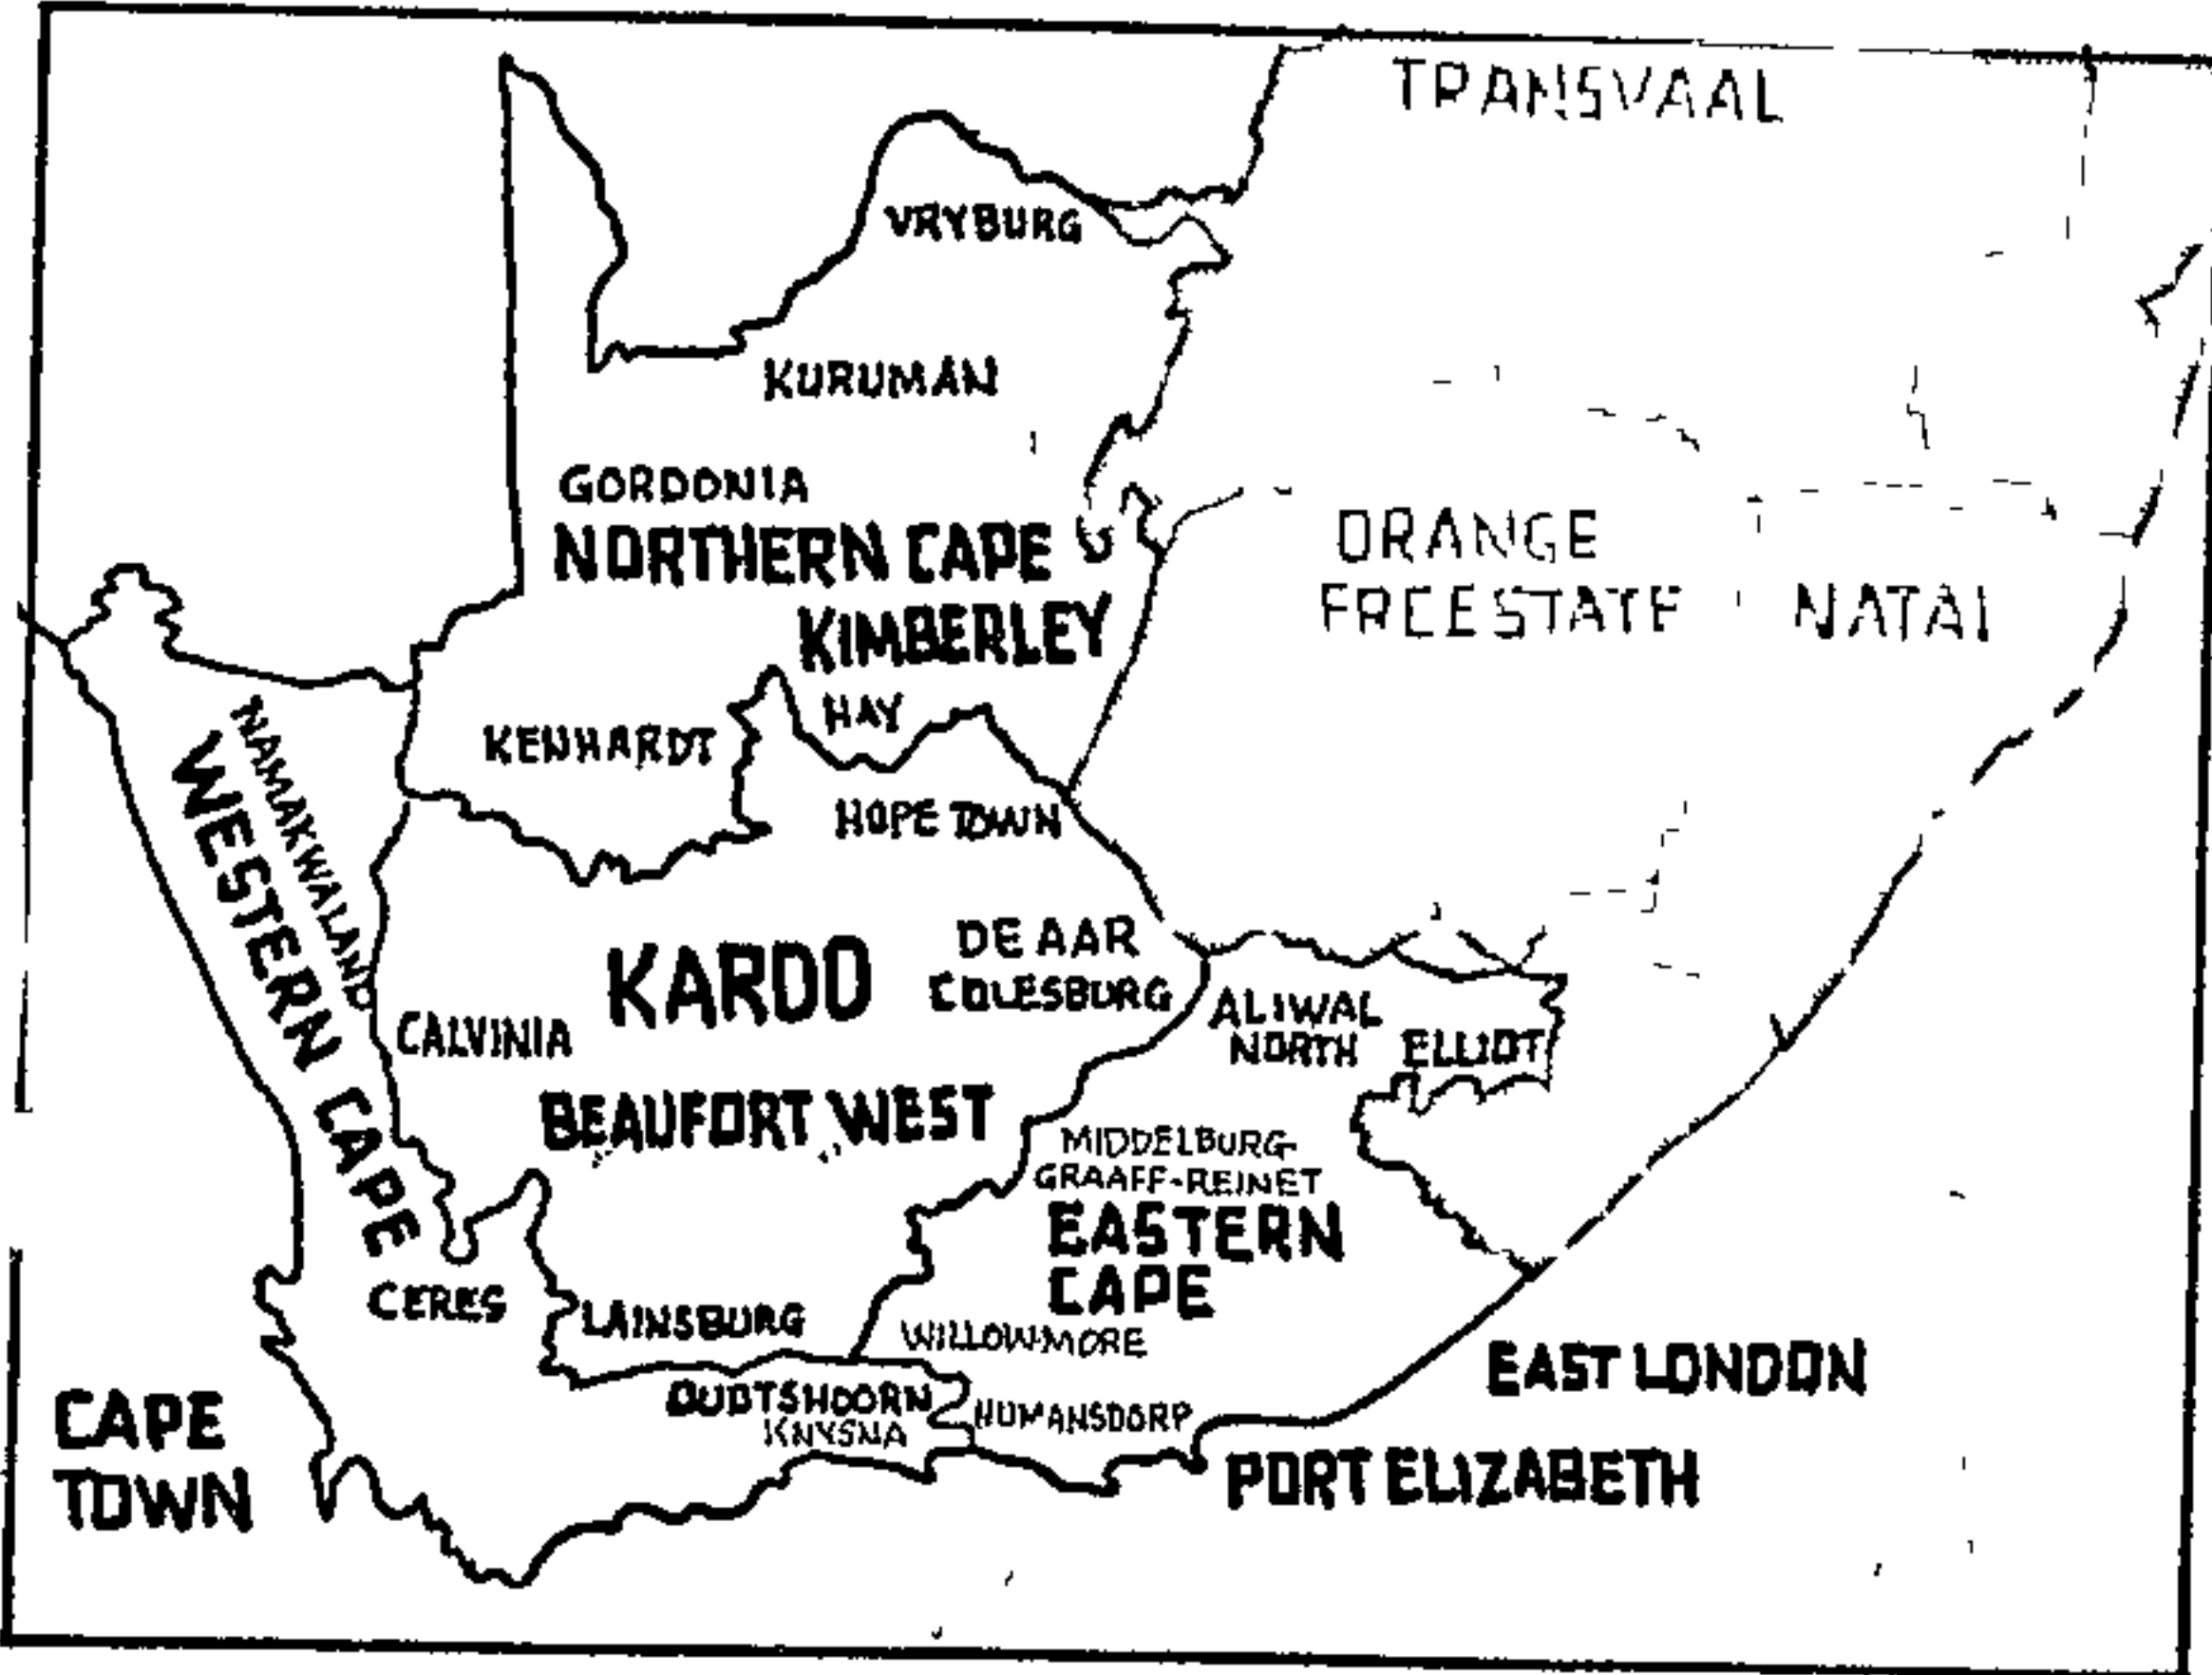 TRANSVAAL
VRYBURG
KURUMAN
GORDONIA
NORTHERN CAPE
KIMBERLEY
ORANGE
FREESTATE
NATAL
HAY
KENHARDT
HOPE TOWN
NAMAKWALAND
WESTERN CAPE
KAROO
DE AAR
COLESBURG
CALVINIA
ALIWAL
NORTH
ELLIOT
BEAUFORT WEST
MIDDELBURG
GRAAFF-REINET
EASTERN
CAPE
CERES
LAINSBURG
WILLOWMORE
EAST LONDON
OUDTSHOORN
KNYSNA
HUMANSDORP
CAPE
TOWN
PORT ELIZABETH